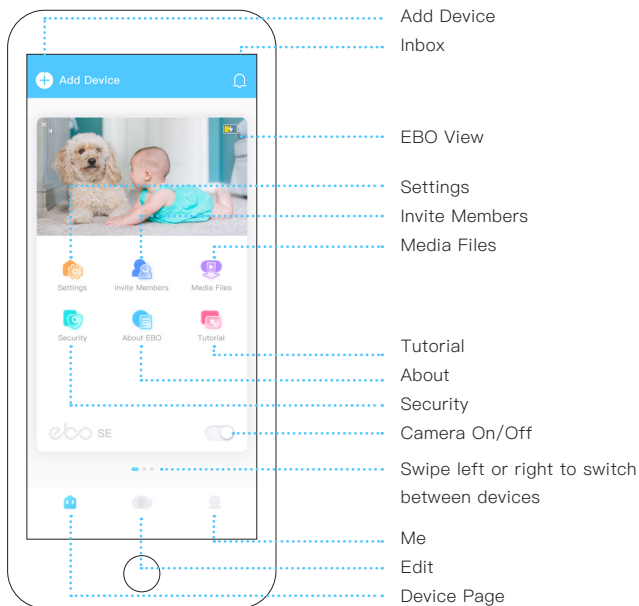 Add Device
Inbox
Add Device
EBO View
Settings
Invite Members
Media Files
Settings
Invite Members
Media Files
Security
About EBO
Tutorial
Tutorial
About
Security
Camera On/Off
ebo SE
Swipe left or right to switch
between devices
Me
Edit
Device Page